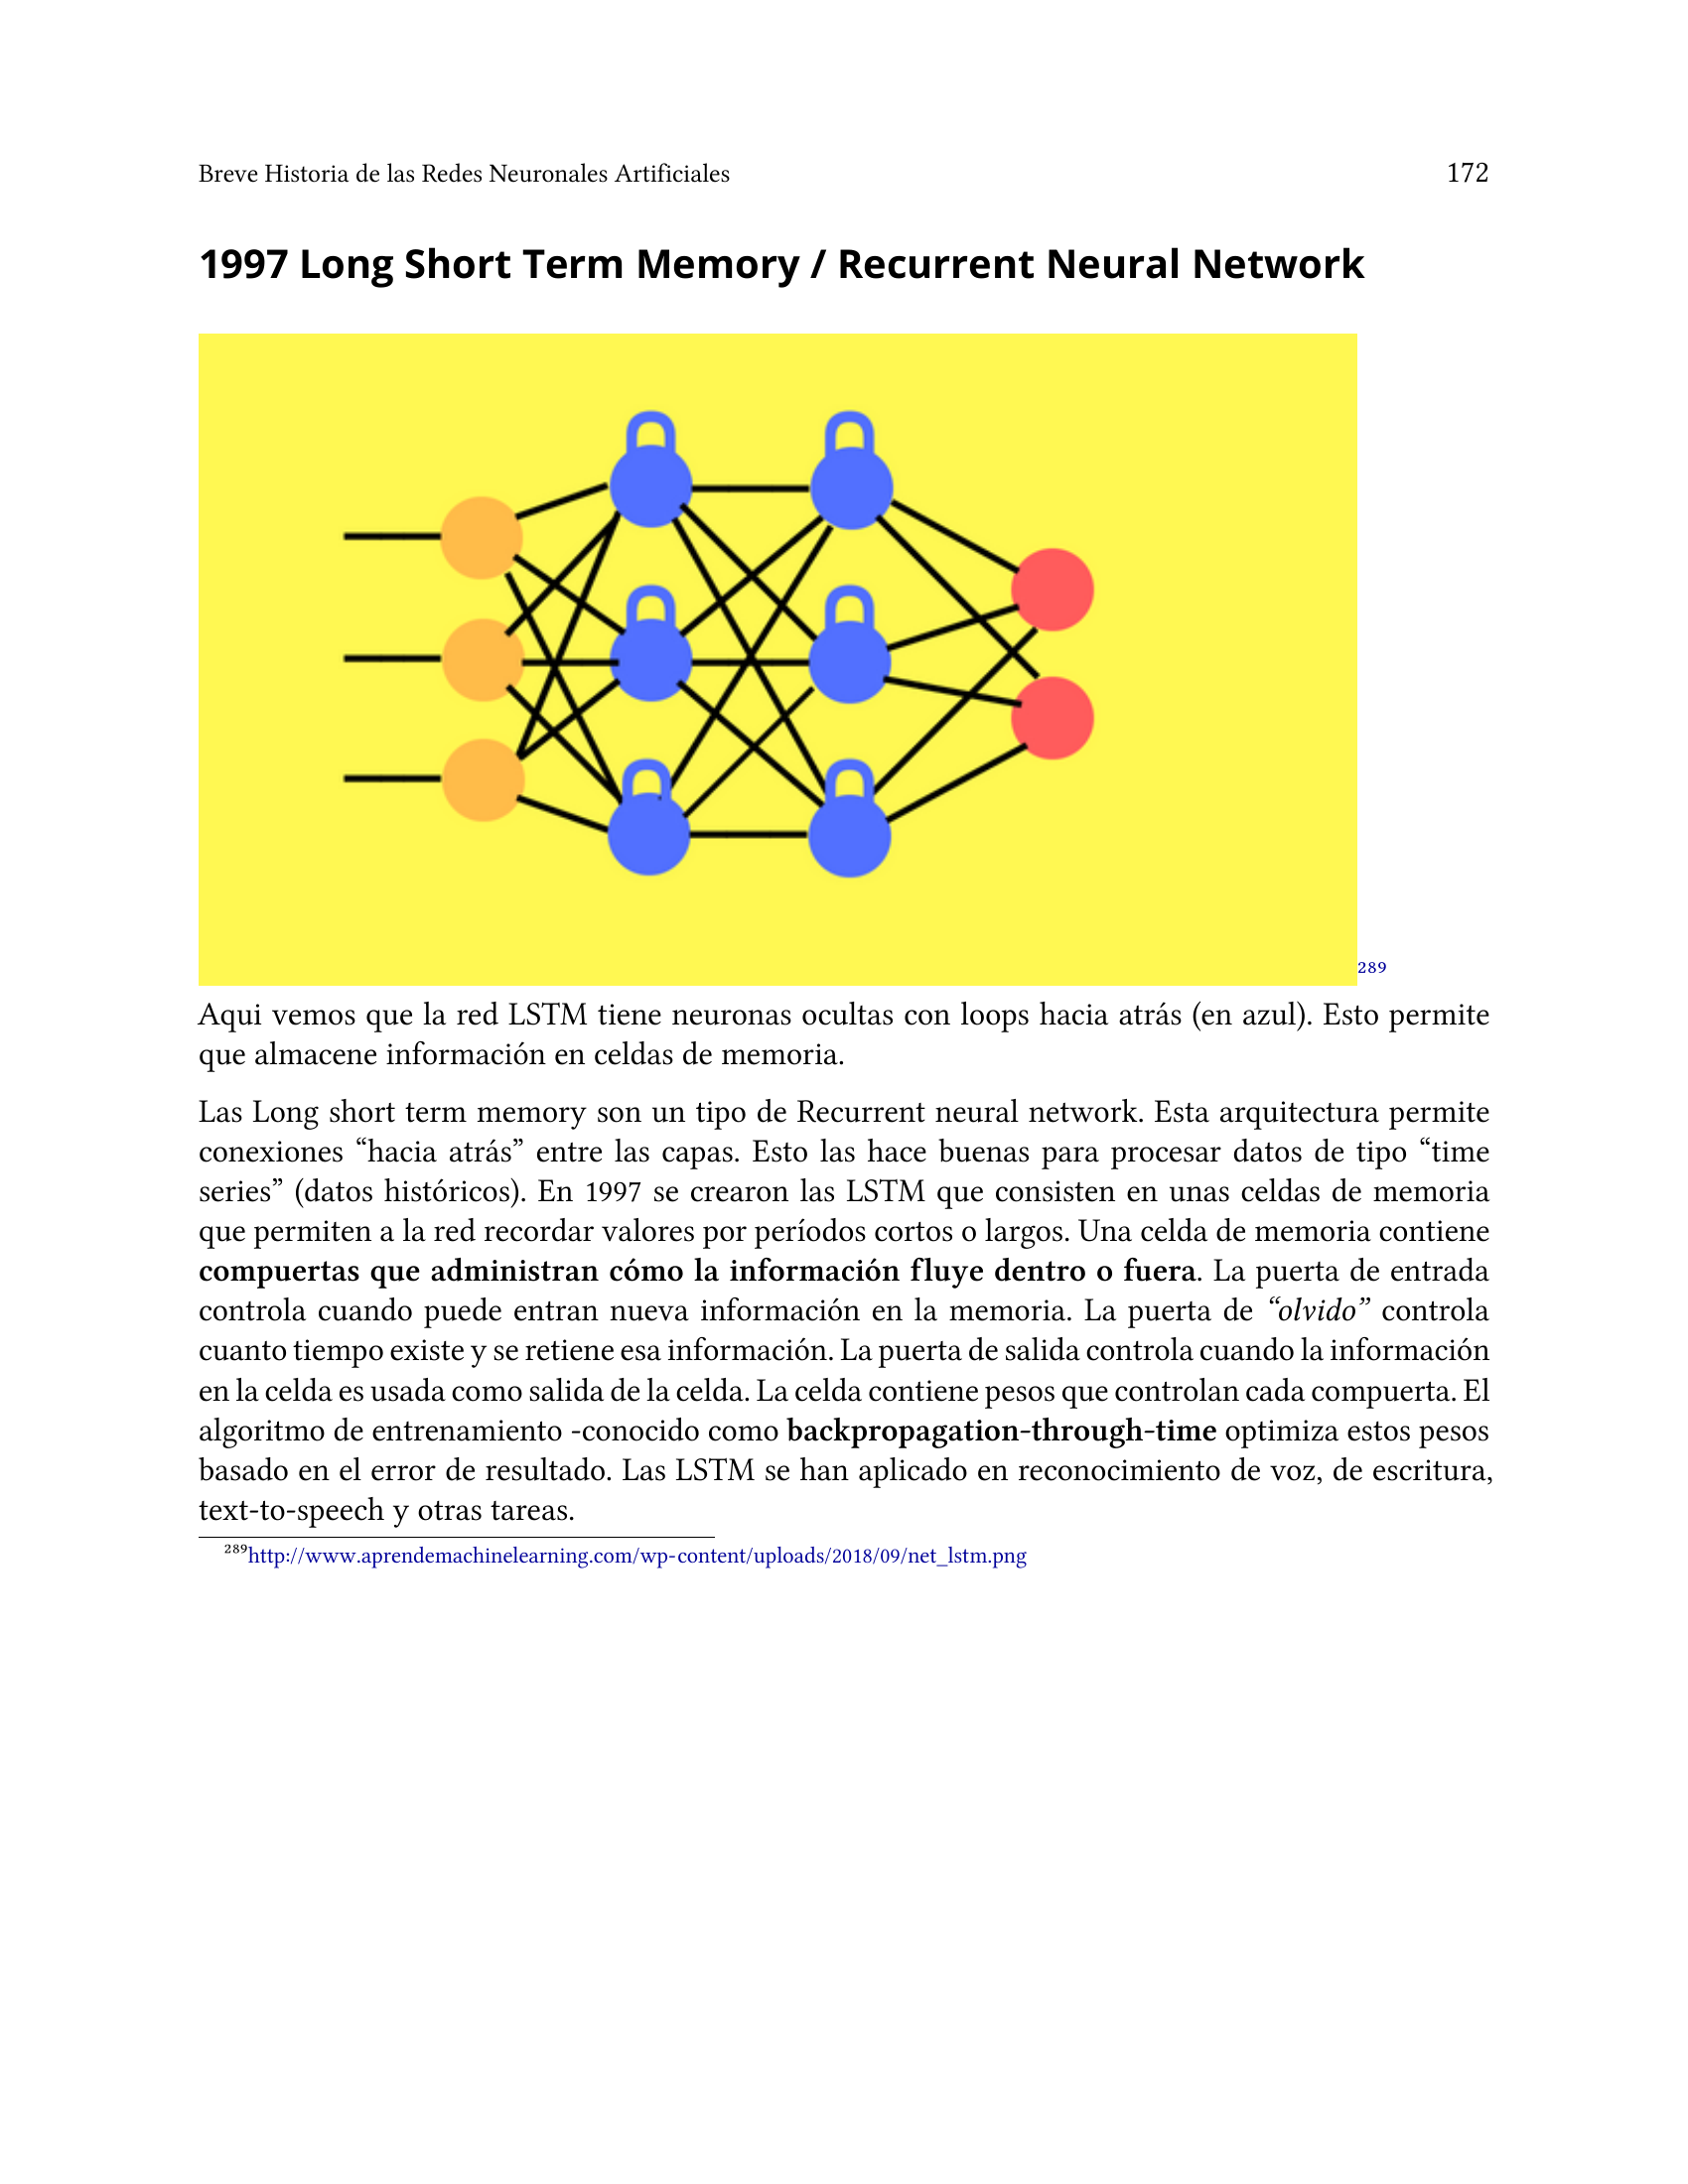 Breve Historia de las Redes Neuronales Artificiales 172
1997 Long Short Term Memory / Recurrent Neural Network
289
Aqui vemos que la red LSTM tiene neuronas ocultas con loops hacia atrás (en azul). Esto permite
que almacene información en celdas de memoria.
Las Long short term memory son un tipo de Recurrent neural network. Esta arquitectura permite
conexiones “hacia atrás” entre las capas. Esto las hace buenas para procesar datos de tipo “time
series” (datos históricos). En 1997 se crearon las LSTM que consisten en unas celdas de memoria
que permiten a la red recordar valores por períodos cortos o largos. Una celda de memoria contiene
compuertas que administran cómo la información fluye dentro o fuera. La puerta de entrada
controla cuando puede entran nueva información en la memoria. La puerta de “olvido” controla
cuanto tiempo existe y se retiene esa información. La puerta de salida controla cuando la información
en la celda es usada como salida de la celda. La celda contiene pesos que controlan cada compuerta. El
algoritmo de entrenamiento -conocido como backpropagation-through-time optimiza estos pesos
basado en el error de resultado. Las LSTM se han aplicado en reconocimiento de voz, de escritura,
text-to-speech y otras tareas.
289http://www.aprendemachinelearning.com/wp-content/uploads/2018/09/net_lstm.png